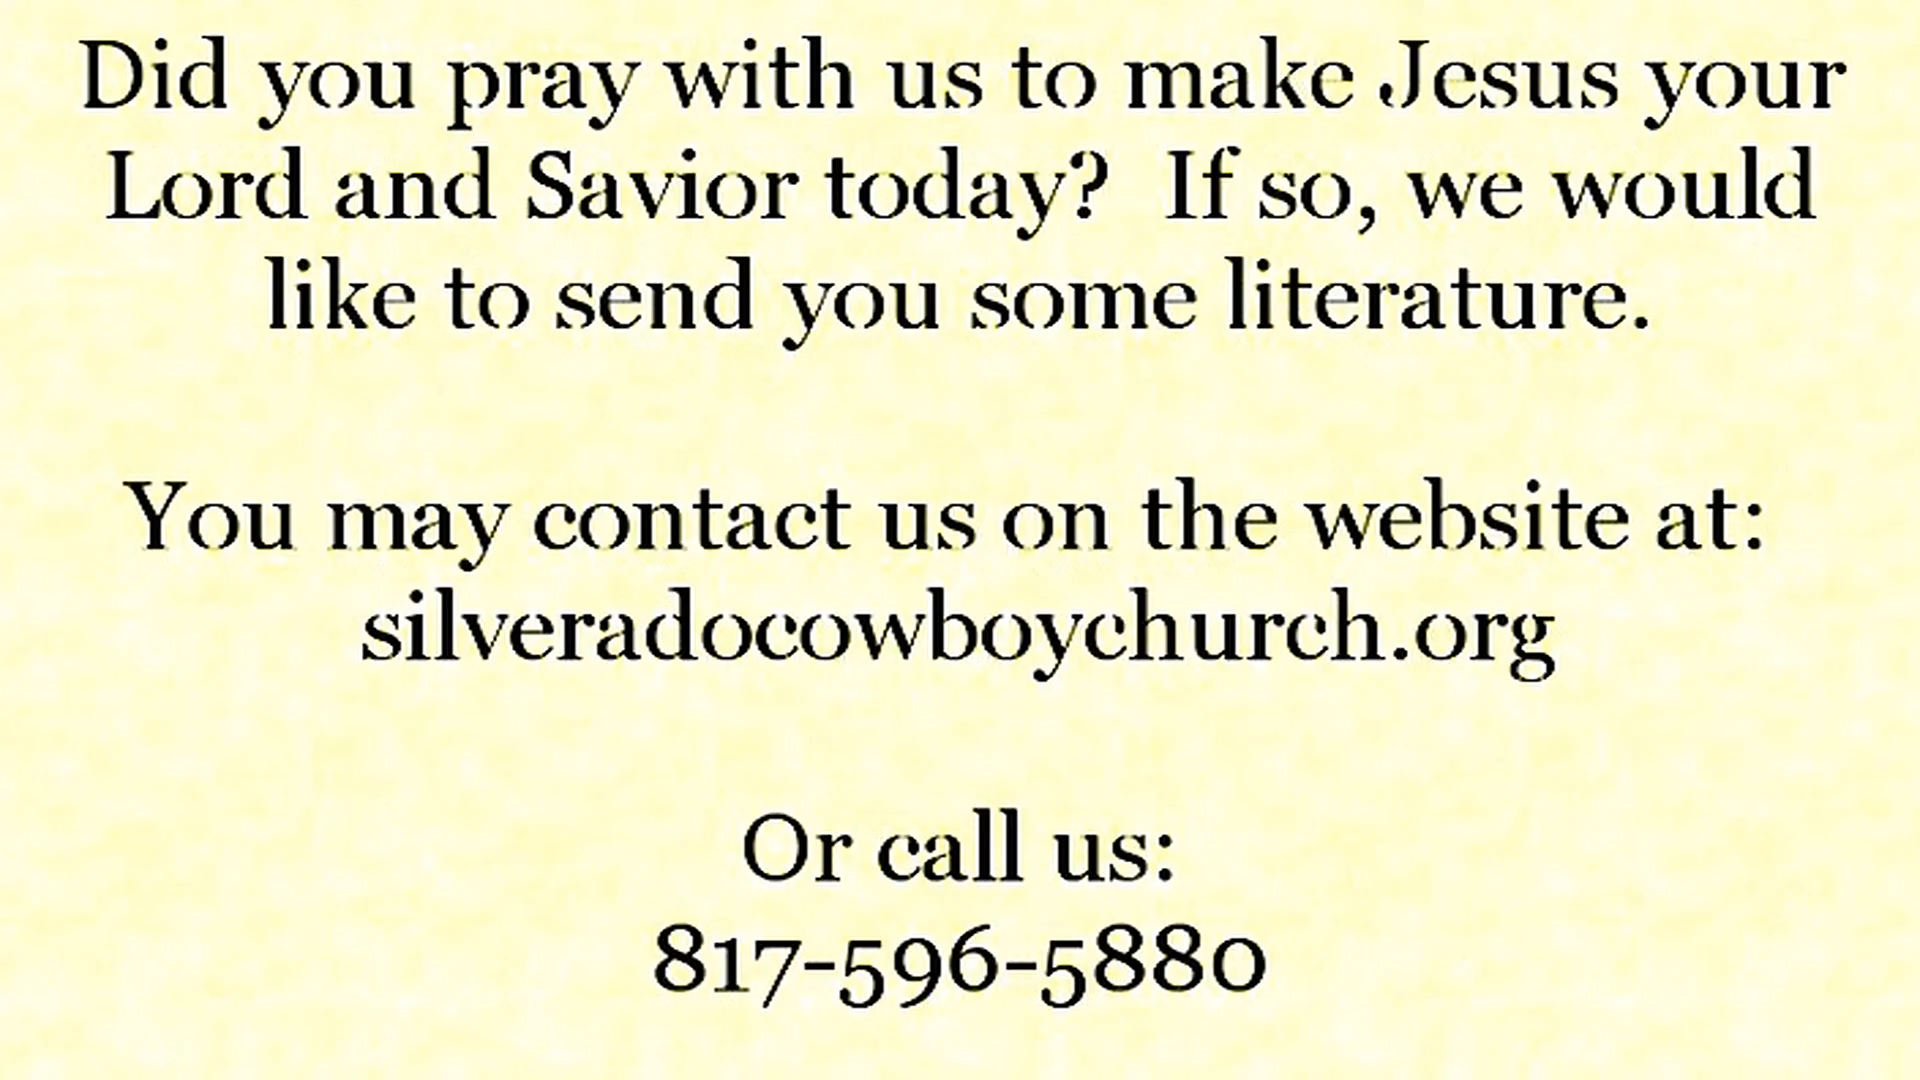 Did you pray with us to make Jesus your
Lord and Savior today?  If so, we would
like to send you some literature.
You may contact us on the website at:
silveradocowboychurch.org
Or call us:
817-596-5880